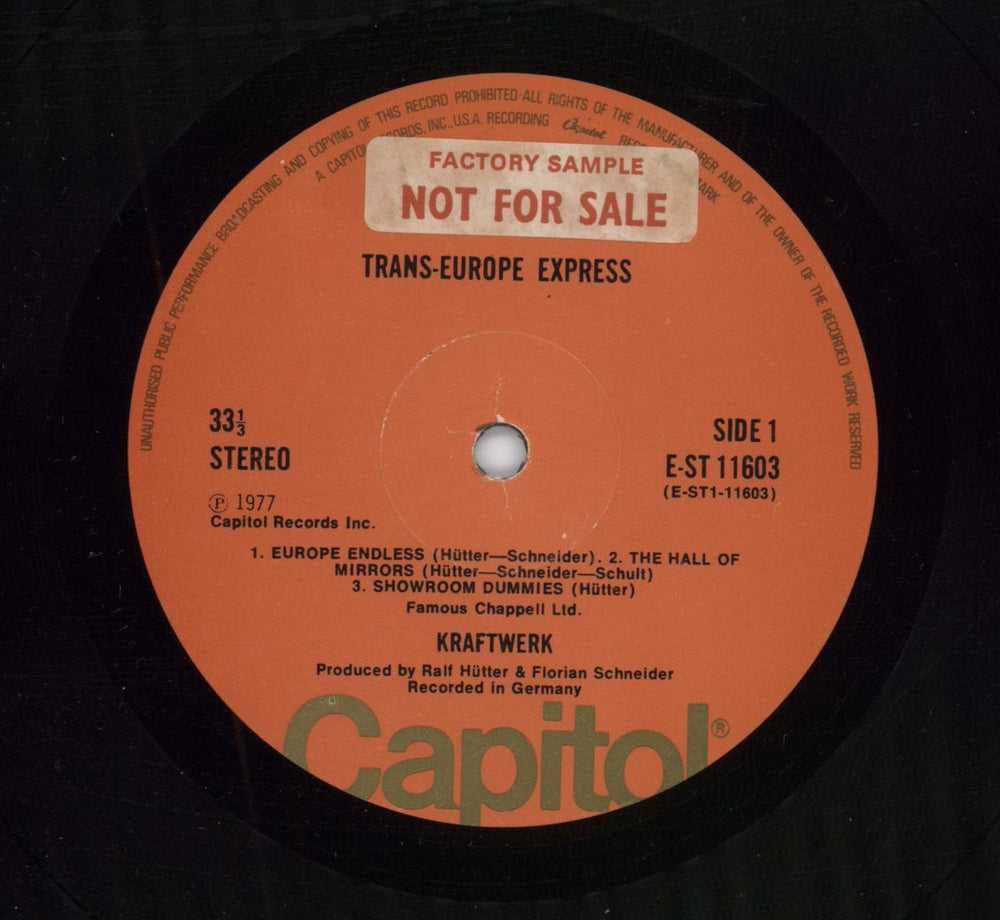 UNAUTHORISED PUBLIC PERFORMANCE BROADCASTING AND COPYING OF THIS RECORD PROHIBITED·ALL RIGHTS OF THE MANUFACTURER AND OF THE OWNER OF THE RECORDED WORK RESERVED
A CAPITOL RECORDS, INC., U.S.A. RECORDING Capitol
FACTORY SAMPLE
NOT FOR SALE
TRANS-EUROPE EXPRESS
33⅓
STEREO
SIDE 1
E-ST 11603
(E-ST1-11603)
Ⓟ 1977
Capitol Records Inc.
1. EUROPE ENDLESS (Hütter—Schneider). 2. THE HALL OF
MIRRORS (Hütter—Schneider—Schult)
3. SHOWROOM DUMMIES (Hütter)
Famous Chappell Ltd.
KRAFTWERK
Produced by Ralf Hütter & Florian Schneider
Recorded in Germany
Capitol®